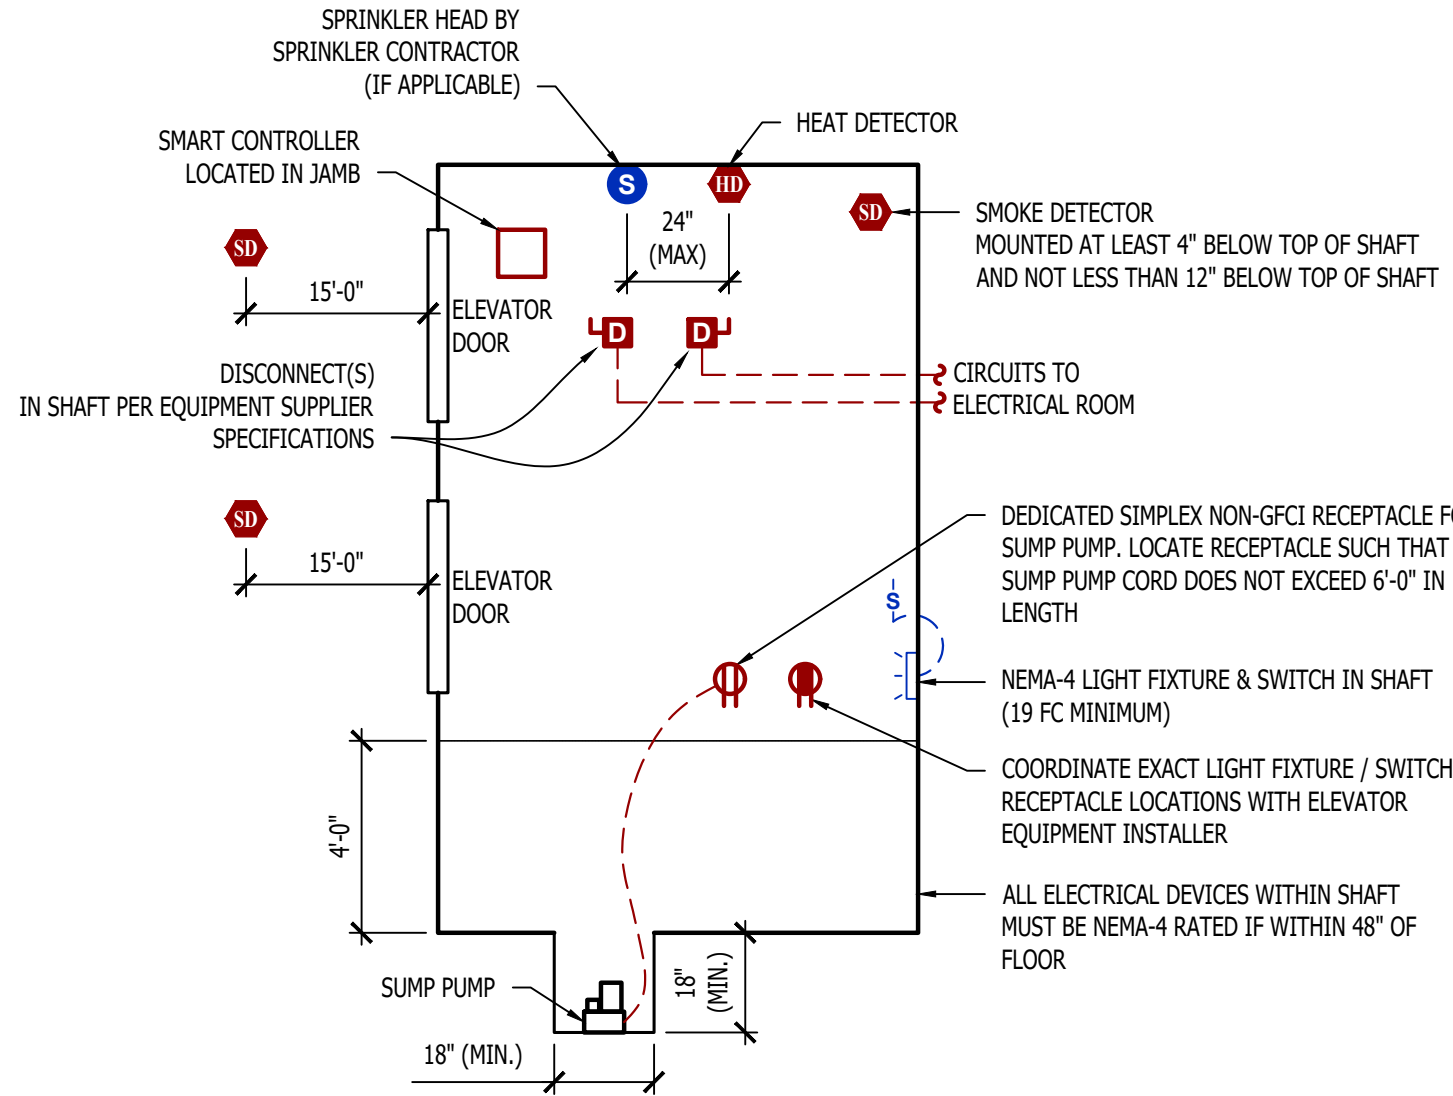 SPRINKLER HEAD BY
SPRINKLER CONTRACTOR
(IF APPLICABLE)
HEAT DETECTOR
SMART CONTROLLER
LOCATED IN JAMB
S
HD
SD
SMOKE DETECTOR
MOUNTED AT LEAST 4" BELOW TOP OF SHAFT
AND NOT LESS THAN 12" BELOW TOP OF SHAFT
24"
(MAX)
SD
15'-0"
ELEVATOR
DOOR
D
D
DISCONNECT(S)
IN SHAFT PER EQUIPMENT SUPPLIER
SPECIFICATIONS
CIRCUITS TO
ELECTRICAL ROOM
SD
15'-0"
ELEVATOR
DOOR
DEDICATED SIMPLEX NON-GFCI RECEPTACLE
SUMP PUMP. LOCATE RECEPTACLE SUCH THAT
SUMP PUMP CORD DOES NOT EXCEED 6'-0" IN
LENGTH
S
NEMA-4 LIGHT FIXTURE & SWITCH IN SHAFT
(19 FC MINIMUM)
COORDINATE EXACT LIGHT FIXTURE / SWITCH
RECEPTACLE LOCATIONS WITH ELEVATOR
EQUIPMENT INSTALLER
4'-0"
ALL ELECTRICAL DEVICES WITHIN SHAFT
MUST BE NEMA-4 RATED IF WITHIN 48" OF
FLOOR
SUMP PUMP
18"
(MIN.)
18" (MIN.)